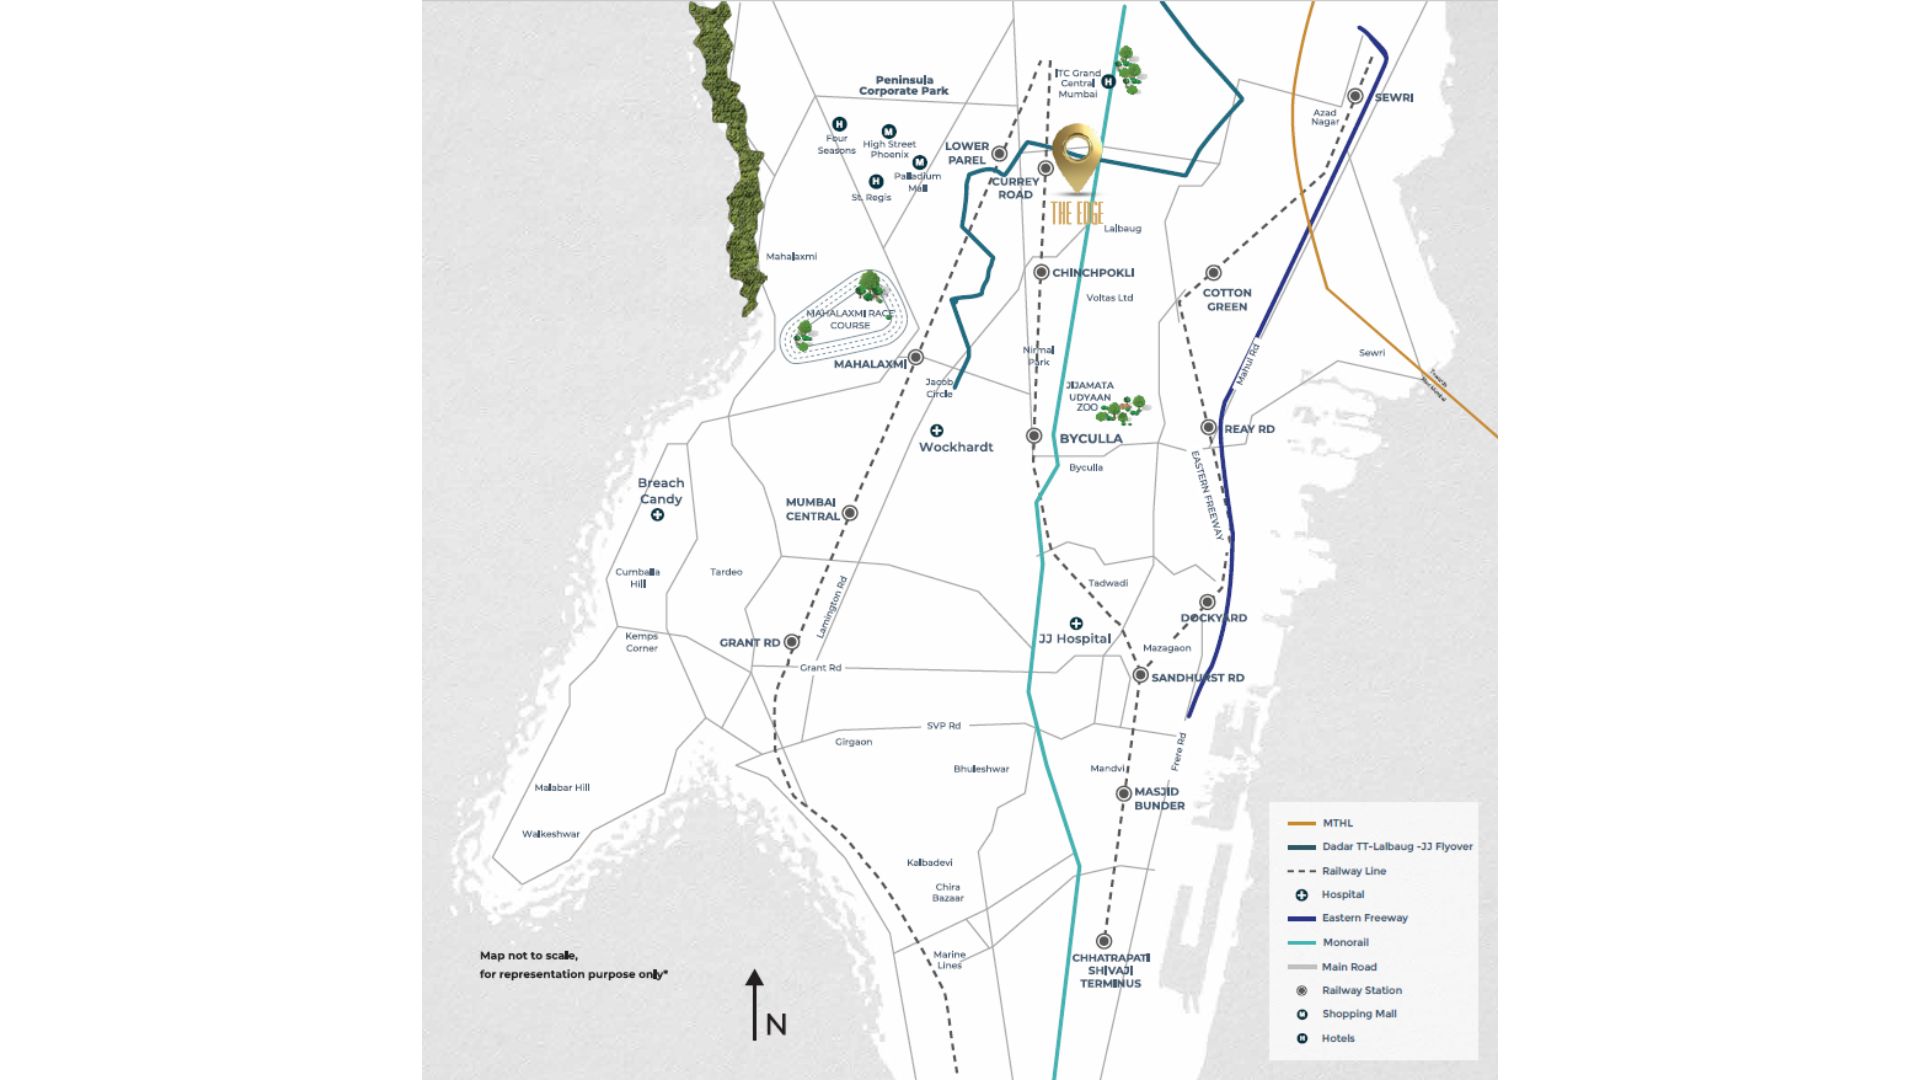 Peninsula
Corporate Park
ITC Grand
Central
Mumbai
SEWRI
Azad
Nagar
Four
Seasons
High Street
Phoenix
LOWER
PAREL
Palladium
Mall
St. Regis
CURREY
ROAD
THE EDGE
Lalbaug
Mahalaxmi
CHINCHPOKLI
COTTON
GREEN
Voltas Ltd
MAHALAXMI RACE
COURSE
Nirmal
Park
Sewri
Mahul Rd
MAHALAXMI
Jacob
Circle
JIJAMATA
UDYAAN
ZOO
Wockhardt
BYCULLA
REAY RD
Byculla
EASTERN FREEWAY
Breach
Candy
MUMBAI
CENTRAL
Cumballa
Hill
Tardeo
Tadwadi
Lamington Rd
DOCKYARD
Kemps
Corner
GRANT RD
JJ Hospital
Mazagaon
Grant Rd
SANDHURST RD
SVP Rd
Girgaon
Frere Rd
Bhuleshwar
Mandvi
Malabar Hill
MASJID
BUNDER
Walkeshwar
Kalbadevi
Chira
Bazaar
Marine
Lines
CHHATRAPATI
SHIVAJI
TERMINUS
Map not to scale,
for representation purpose only*
N
MTHL
Dadar TT-Lalbaug -JJ Flyover
Railway Line
Hospital
Eastern Freeway
Monorail
Main Road
Railway Station
Shopping Mall
Hotels